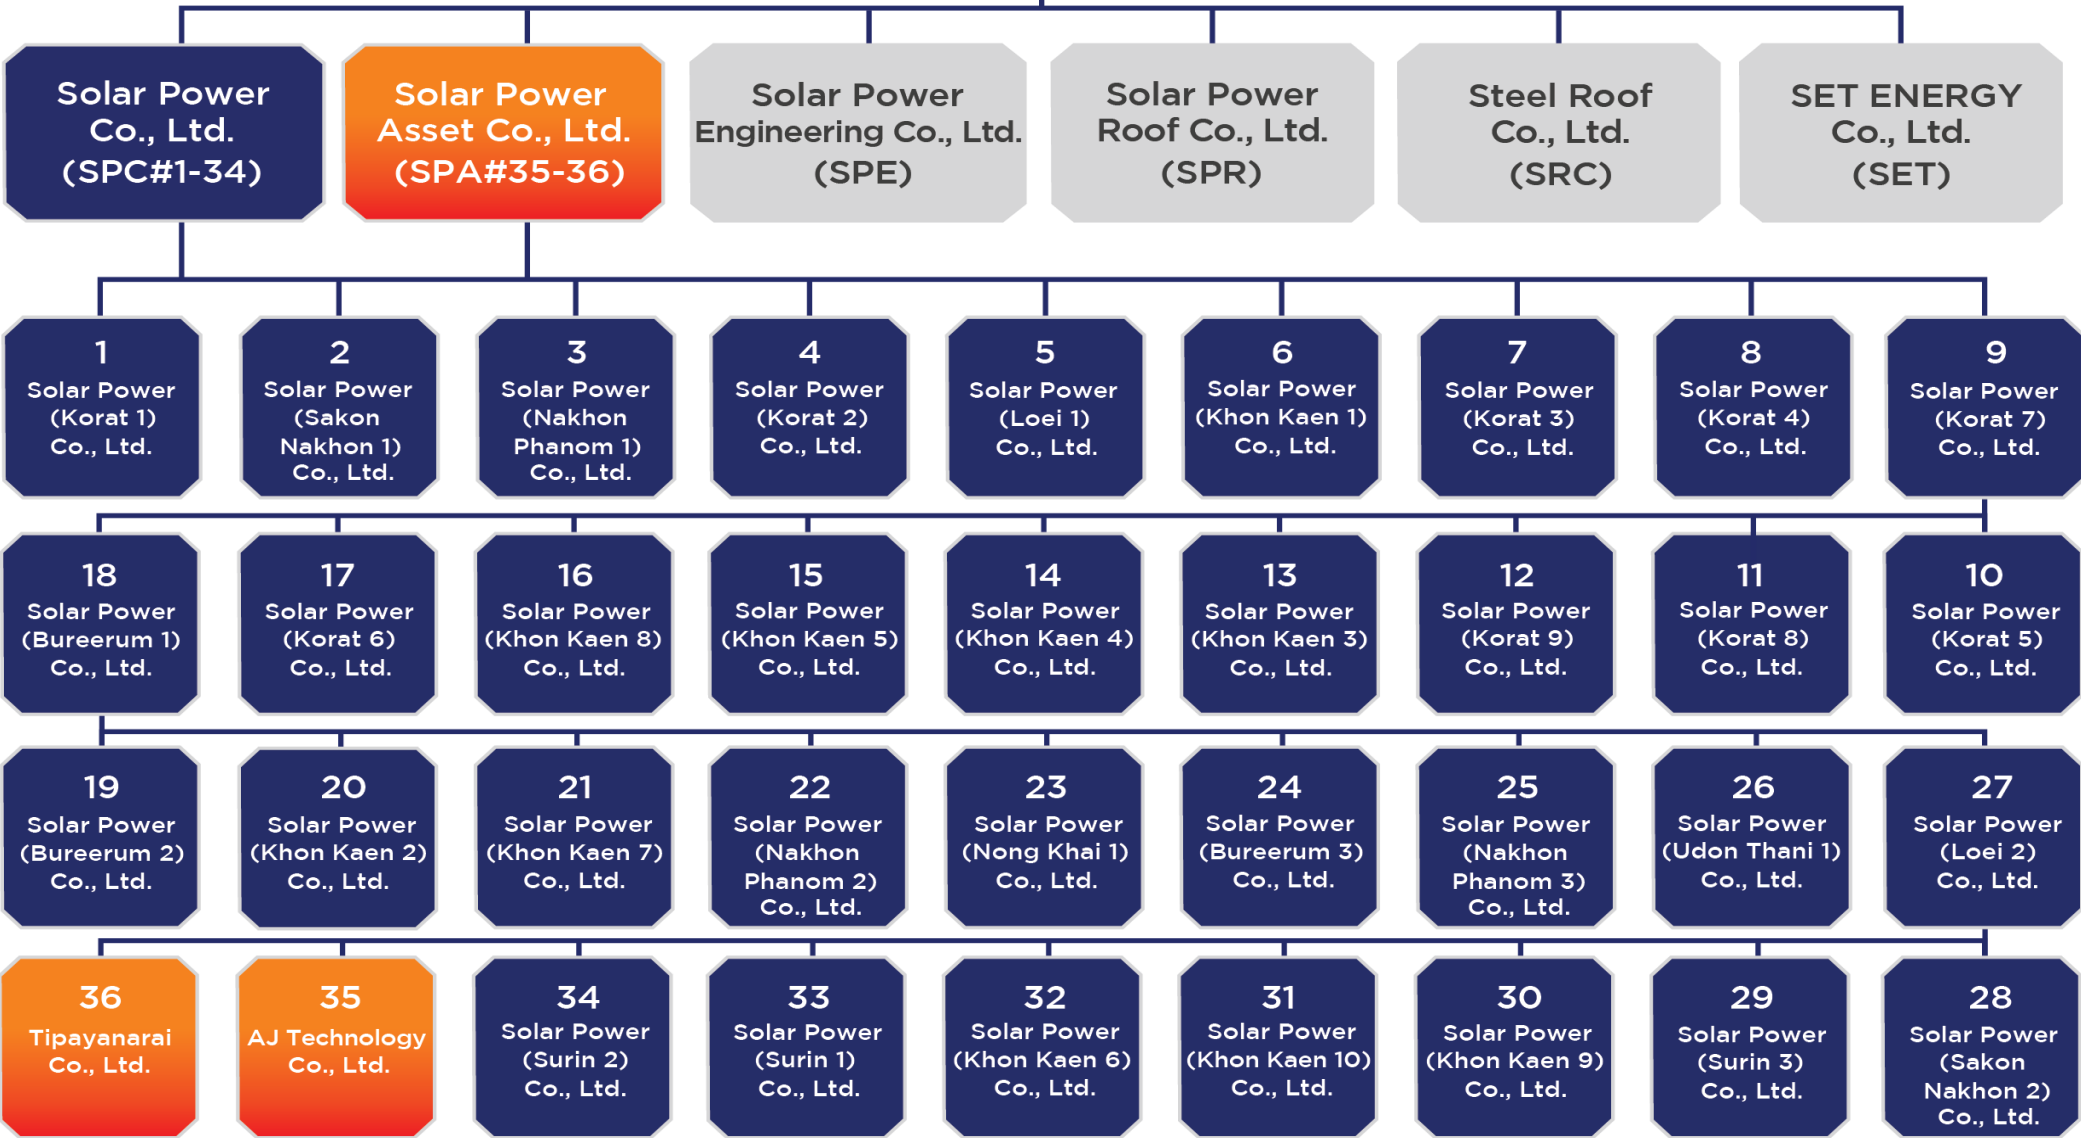 Solar Power
Co., Ltd.
(SPC#1-34)
Solar Power
Asset Co., Ltd.
(SPA#35-36)
Solar Power
Engineering Co., Ltd.
(SPE)
Solar Power
Roof Co., Ltd.
(SPR)
Steel Roof
Co., Ltd.
(SRC)
SET ENERGY
Co., Ltd.
(SET)
1
Solar Power
(Korat 1)
Co., Ltd.
2
Solar Power
(Sakon
Nakhon 1)
Co., Ltd.
3
Solar Power
(Nakhon
Phanom 1)
Co., Ltd.
4
Solar Power
(Korat 2)
Co., Ltd.
5
Solar Power
(Loei 1)
Co., Ltd.
6
Solar Power
(Khon Kaen 1)
Co., Ltd.
7
Solar Power
(Korat 3)
Co., Ltd.
8
Solar Power
(Korat 4)
Co., Ltd.
9
Solar Power
(Korat 7)
Co., Ltd.
18
Solar Power
(Bureerum 1)
Co., Ltd.
17
Solar Power
(Korat 6)
Co., Ltd.
16
Solar Power
(Khon Kaen 8)
Co., Ltd.
15
Solar Power
(Khon Kaen 5)
Co., Ltd.
14
Solar Power
(Khon Kaen 4)
Co., Ltd.
13
Solar Power
(Khon Kaen 3)
Co., Ltd.
12
Solar Power
(Korat 9)
Co., Ltd.
11
Solar Power
(Korat 8)
Co., Ltd.
10
Solar Power
(Korat 5)
Co., Ltd.
19
Solar Power
(Bureerum 2)
Co., Ltd.
20
Solar Power
(Khon Kaen 2)
Co., Ltd.
21
Solar Power
(Khon Kaen 7)
Co., Ltd.
22
Solar Power
(Nakhon
Phanom 2)
Co., Ltd.
23
Solar Power
(Nong Khai 1)
Co., Ltd.
24
Solar Power
(Bureerum 3)
Co., Ltd.
25
Solar Power
(Nakhon
Phanom 3)
Co., Ltd.
26
Solar Power
(Udon Thani 1)
Co., Ltd.
27
Solar Power
(Loei 2)
Co., Ltd.
36
Tipayanarai
Co., Ltd.
35
AJ Technology
Co., Ltd.
34
Solar Power
(Surin 2)
Co., Ltd.
33
Solar Power
(Surin 1)
Co., Ltd.
32
Solar Power
(Khon Kaen 6)
Co., Ltd.
31
Solar Power
(Khon Kaen 10)
Co., Ltd.
30
Solar Power
(Khon Kaen 9)
Co., Ltd.
29
Solar Power
(Surin 3)
Co., Ltd.
28
Solar Power
(Sakon
Nakhon 2)
Co., Ltd.